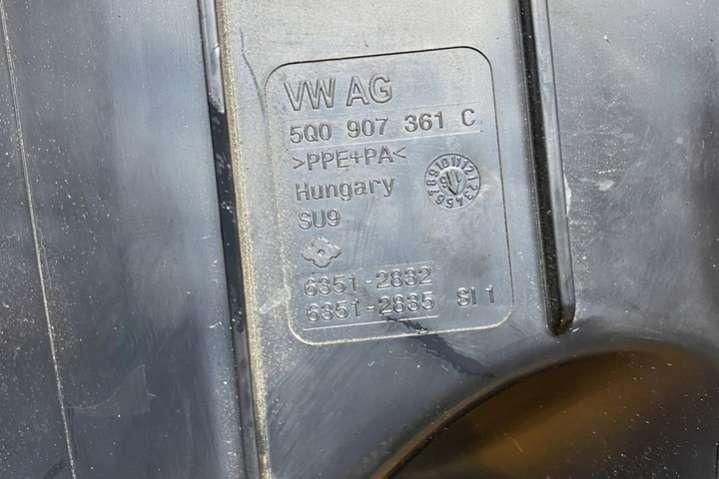 VW AG
5Q0 907 361 C
>PPE+PA<
Hungary
SU9
6351-2832
6351-2835 SI 1